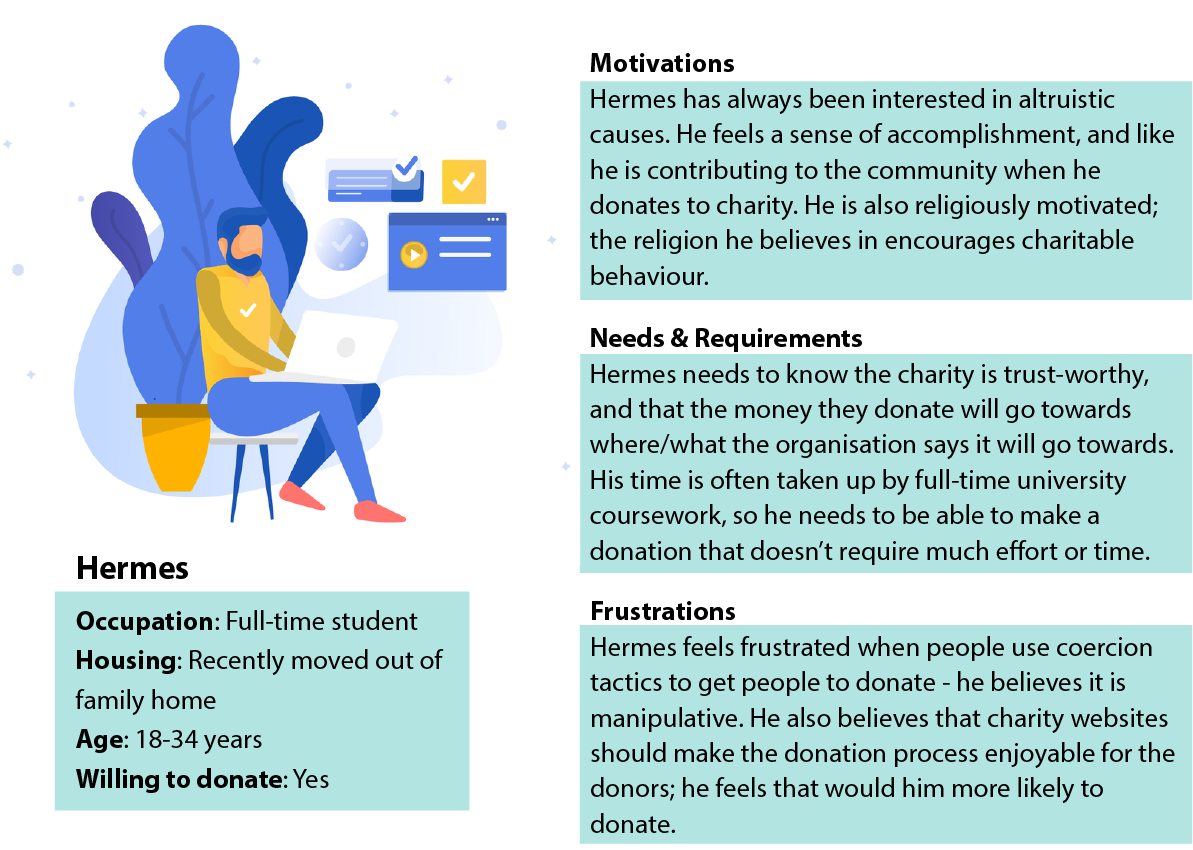 Motivations
Hermes has always been interested in altruistic
causes. He feels a sense of accomplishment, and like
he is contributing to the community when he
donates to charity. He is also religiously motivated;
the religion he believes in encourages charitable
behaviour.
Needs & Requirements
Hermes needs to know the charity is trust-worthy,
and that the money they donate will go towards
where/what the organisation says it will go towards.
His time is often taken up by full-time university
coursework, so he needs to be able to make a
donation that doesn’t require much effort or time.
Frustrations
Hermes feels frustrated when people use coercion
tactics to get people to donate - he believes it is
manipulative. He also believes that charity websites
should make the donation process enjoyable for the
donors; he feels that would him more likely to
donate.
Hermes
Occupation: Full-time student
Housing: Recently moved out of
family home
Age: 18-34 years
Willing to donate: Yes